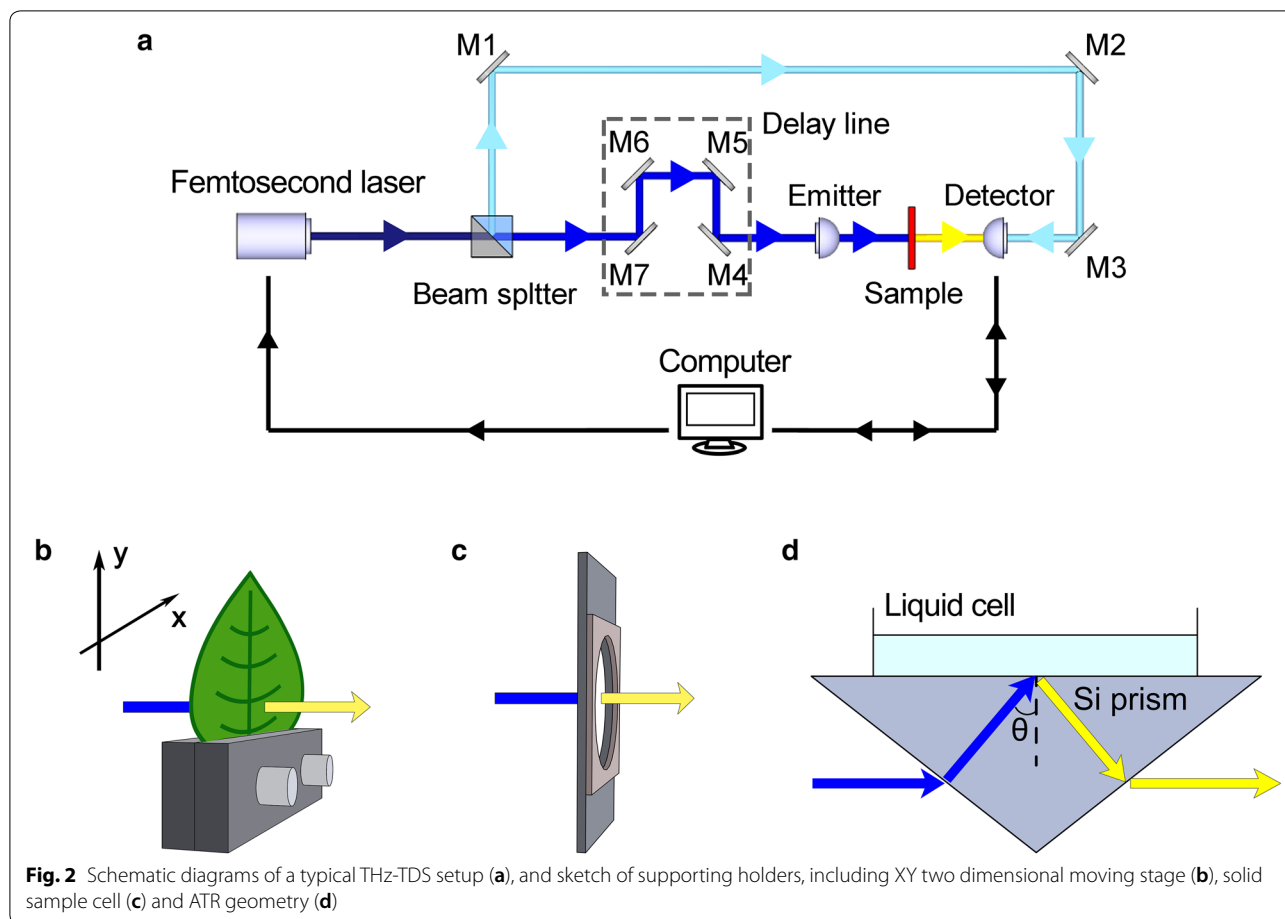 a
M1
M2
Delay line
M6
M5
Femtosecond laser
Emitter
Detector
M7
M4
M3
Beam spltter
Sample
Computer
b
y
x
c
d
Liquid cell
Si prism
θ
Fig. 2 Schematic diagrams of a typical THz-TDS setup (a), and sketch of supporting holders, including XY two dimensional moving stage (b), solid
sample cell (c) and ATR geometry (d)